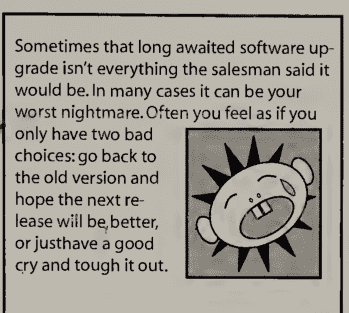 Sometimes that long awaited software up-
grade isn't everything the salesman said it
would be. In many cases it can be your
worst nightmare. Often you feel as if you
only have two bad
choices: go back to
the old version and
hope the next re-
lease will be, better,
or justhave a good
cry and tough it out.